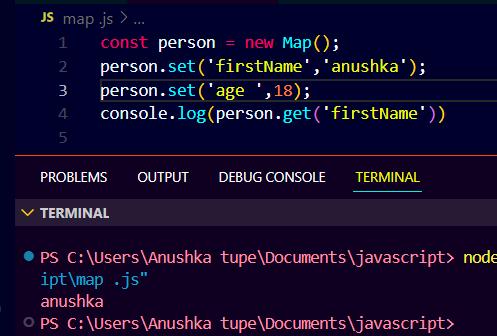 JS map .js > ...
1 const person = new Map();
2 person.set('firstName','anushka');
3 person.set('age ',18);
4 console.log(person.get('firstName'))
5
PROBLEMS OUTPUT DEBUG CONSOLE TERMINAL
TERMINAL
PS C:\Users\Anushka tupe\Documents\javascript> node
ipt\map .js"
anushka
PS C:\Users\Anushka tupe\Documents\javascript>